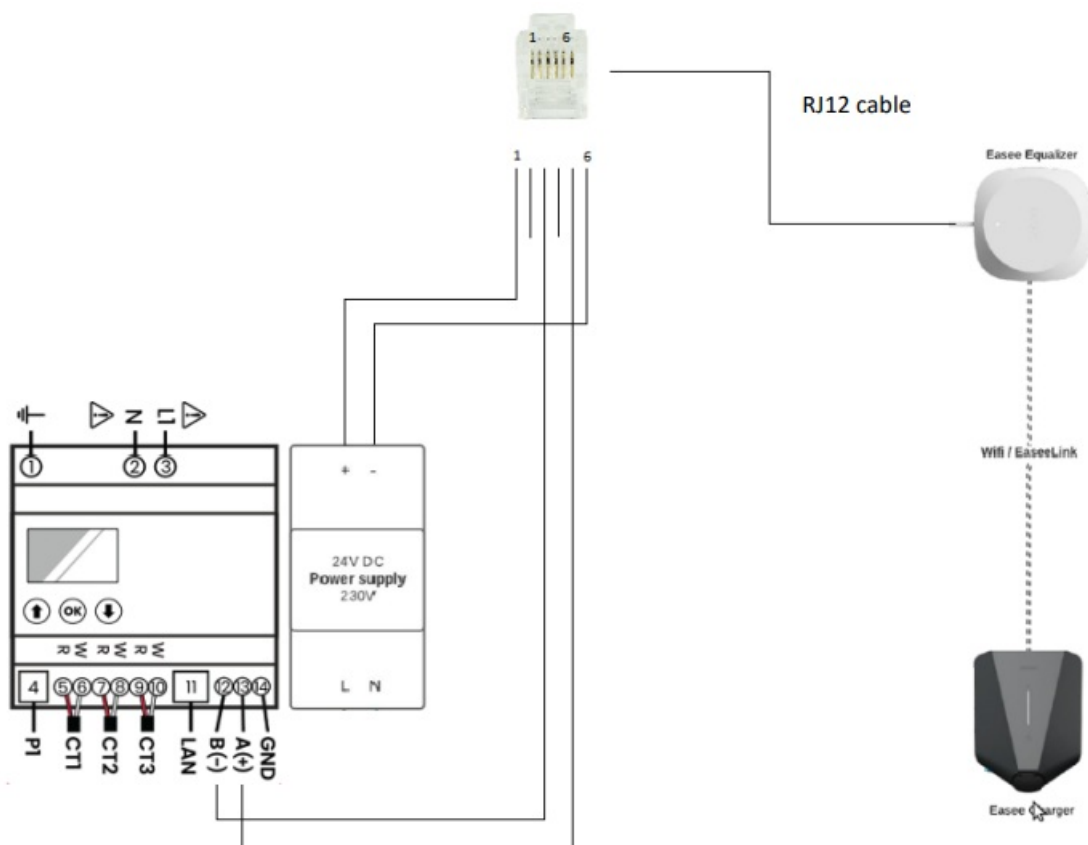 1 · · · · 6
RJ12 cable
1 6
Easee Equalizer
N L1
1 2 3
+ -
Wifi / EaseeLink
24V DC
Power supply
230V
OK
R W R W R W
4 5 6 7 8 9 10 11 12 13 14
L N
P1 CT1 CT2 CT3 LAN B(-) A(+) GND